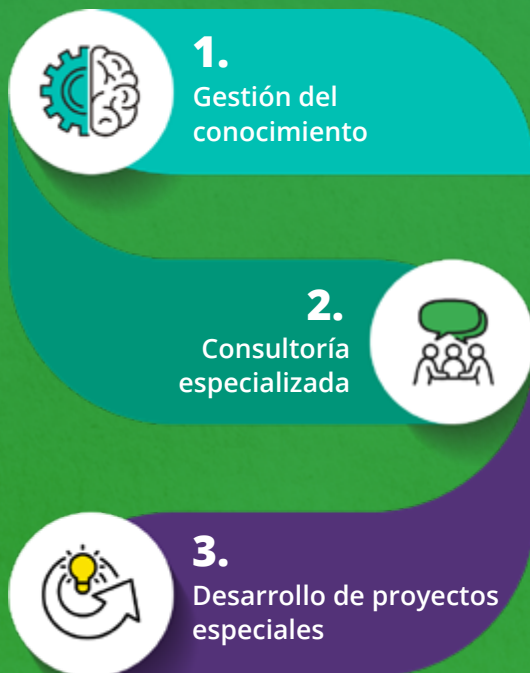 1.
Gestión del
conocimiento
2.
Consultoría
especializada
3.
Desarrollo de proyectos
especiales